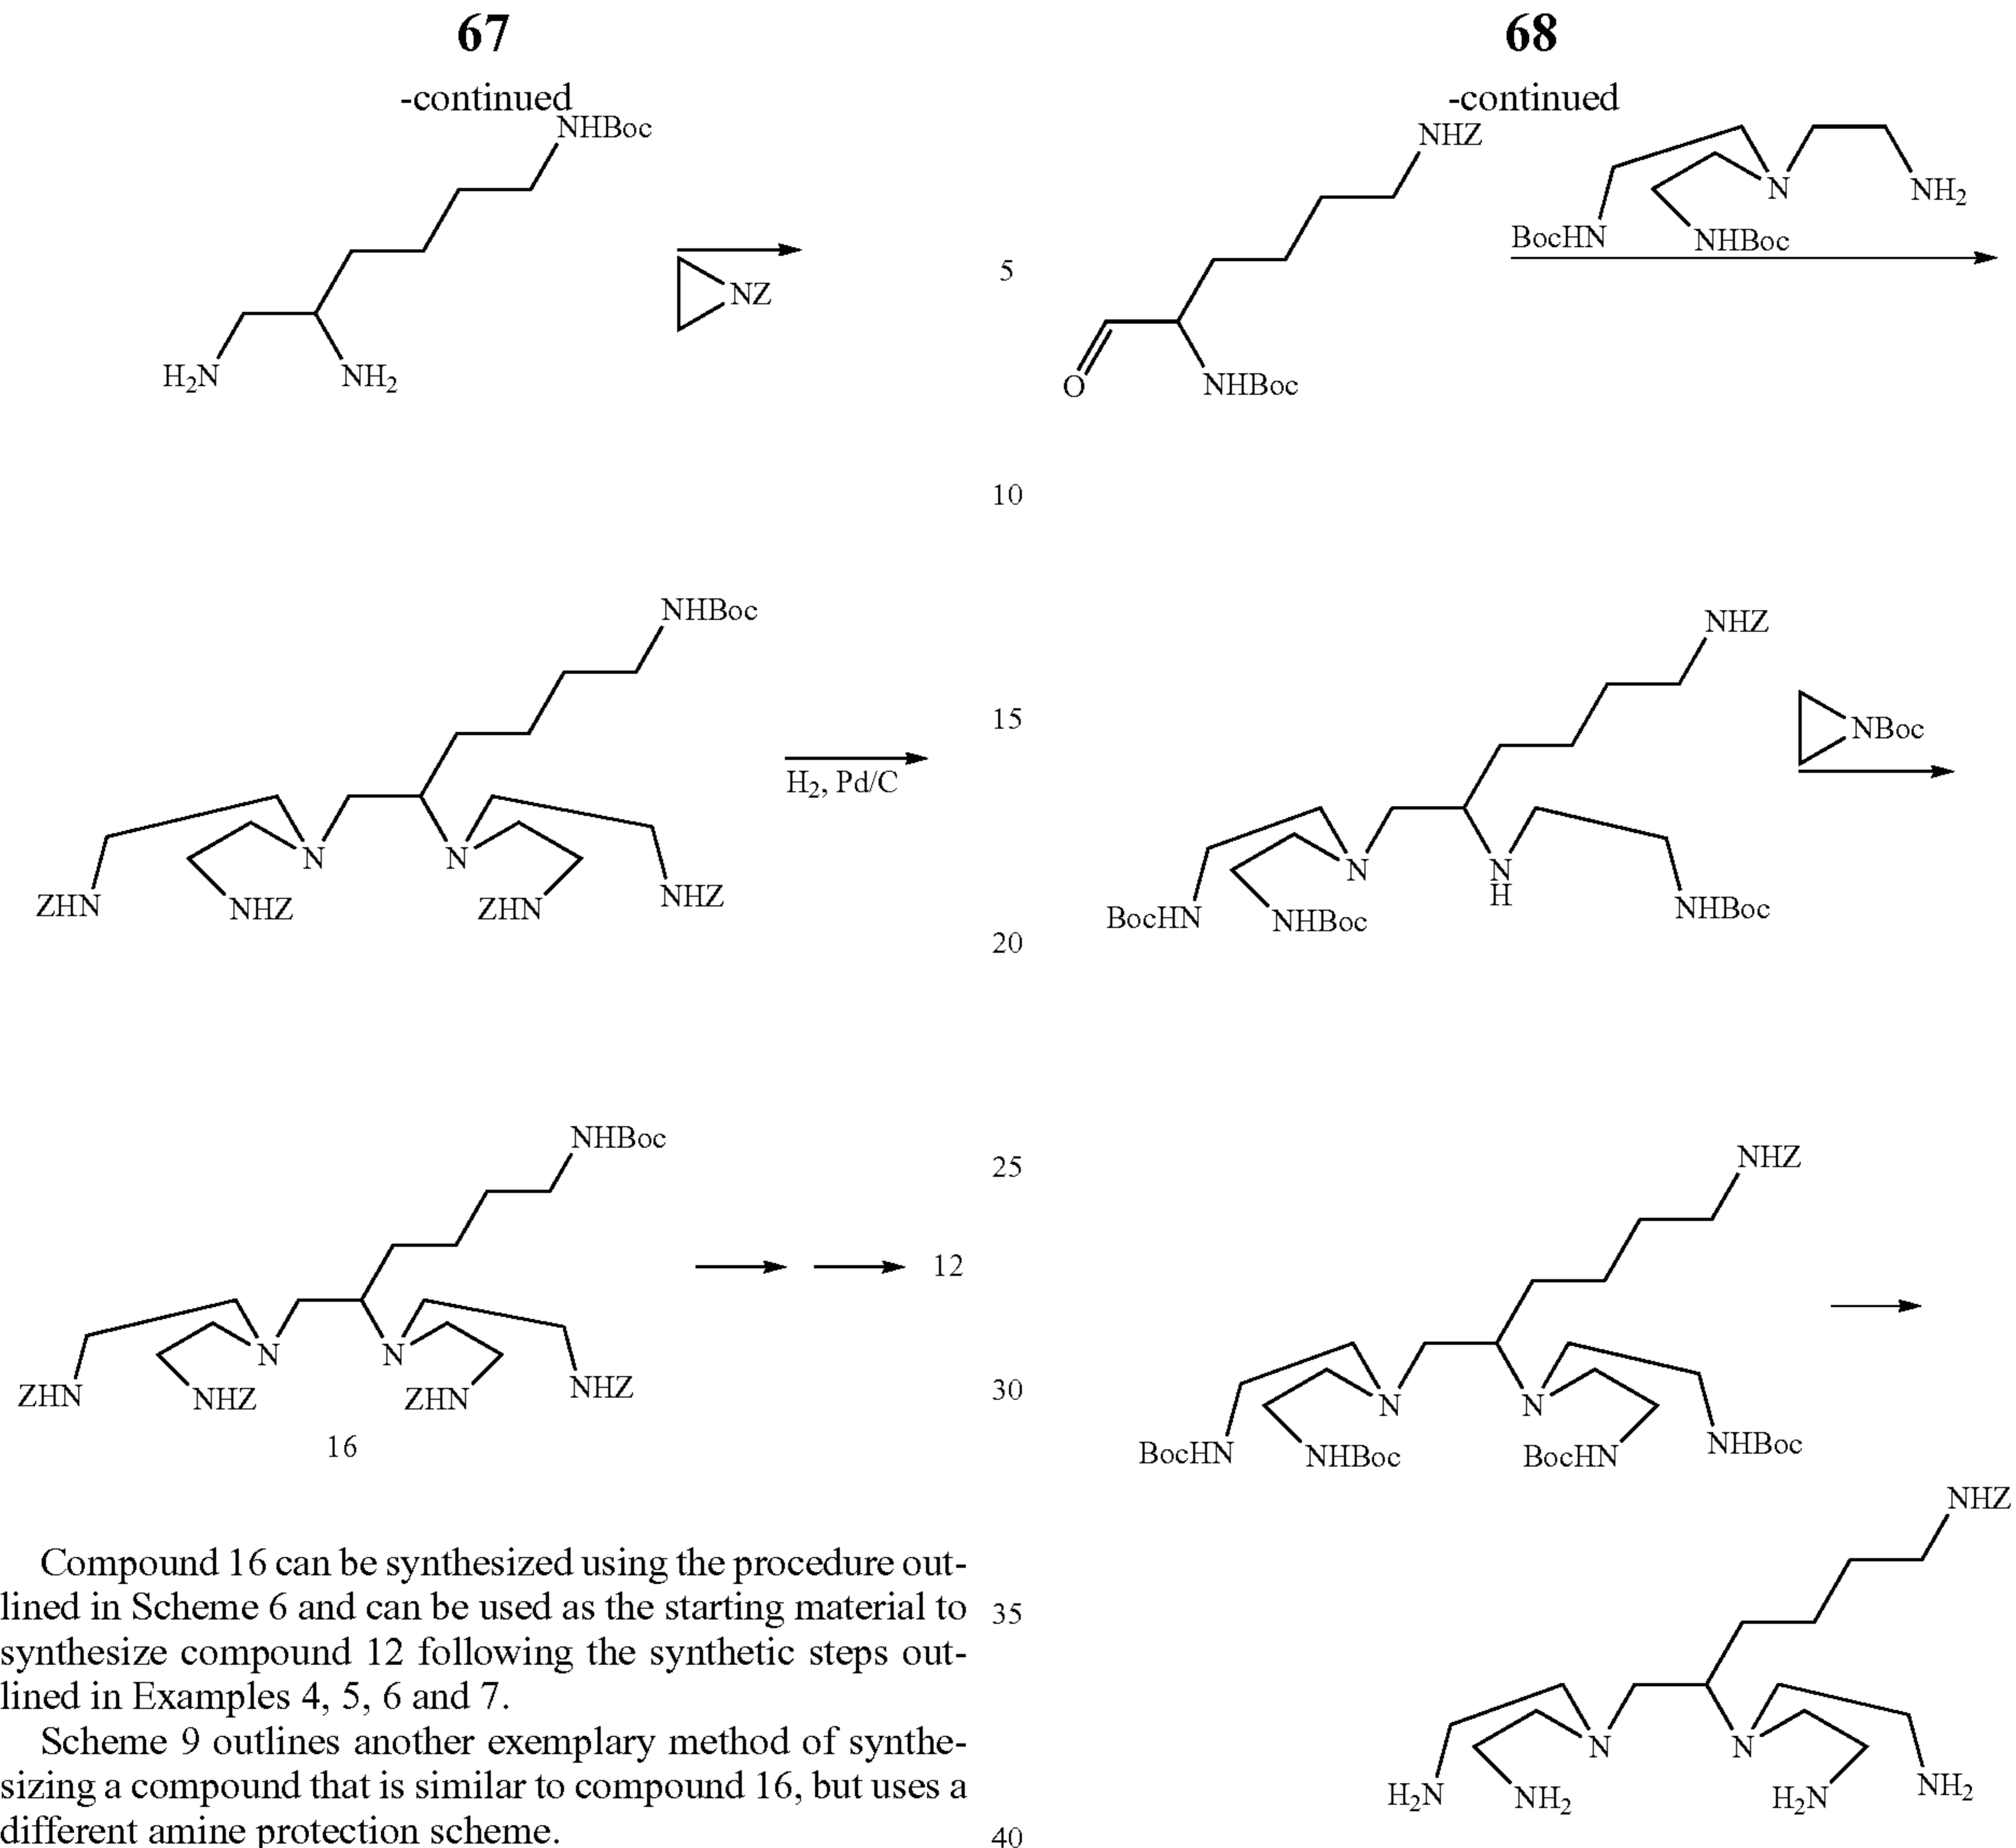 67
-continued
NHBoc
NZ
H2N
NH2
NHBoc
H2, Pd/C
N
N
ZHN
NHZ
ZHN
NHZ
NHBoc
12
N
N
ZHN
NHZ
ZHN
NHZ
16
Compound 16 can be synthesized using the procedure out-
lined in Scheme 6 and can be used as the starting material to
synthesize compound 12 following the synthetic steps out-
lined in Examples 4, 5, 6 and 7.
Scheme 9 outlines another exemplary method of synthe-
sizing a compound that is similar to compound 16, but uses a
different amine protection scheme.
5
10
15
20
25
30
35
40
68
-continued
NHZ
N
NH2
BocHN
NHBoc
O
NHBoc
NHZ
NBoc
N
N
H
BocHN
NHBoc
NHBoc
NHZ
N
N
BocHN
NHBoc
BocHN
NHBoc
NHZ
N
N
H2N
NH2
H2N
NH2